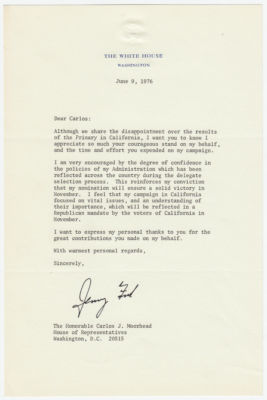 THE WHITE HOUSE
WASHINGTON
June 9, 1976
Dear Carlos:
Although we share the disappointment over the results
of the Primary in California, I want you to know I
appreciate so much your courageous stand on my behalf,
and the time and effort you expended on my campaign.
I am very encouraged by the degree of confidence in
the policies of my Administration which has been
reflected across the country during the delegate
selection process. This reinforces my conviction
that my nomination will ensure a solid victory in
November. I feel that my campaign in California
focused on vital issues, and an understanding of
their importance, which will be reflected in a
Republican mandate by the voters of California in
November.
I want to express my personal thanks to you for the
great contributions you made on my behalf.
With warmest personal regards,
Sincerely,
Jerry Ford
The Honorable Carlos J. Moorhead
House of Representatives
Washington, D.C. 20515